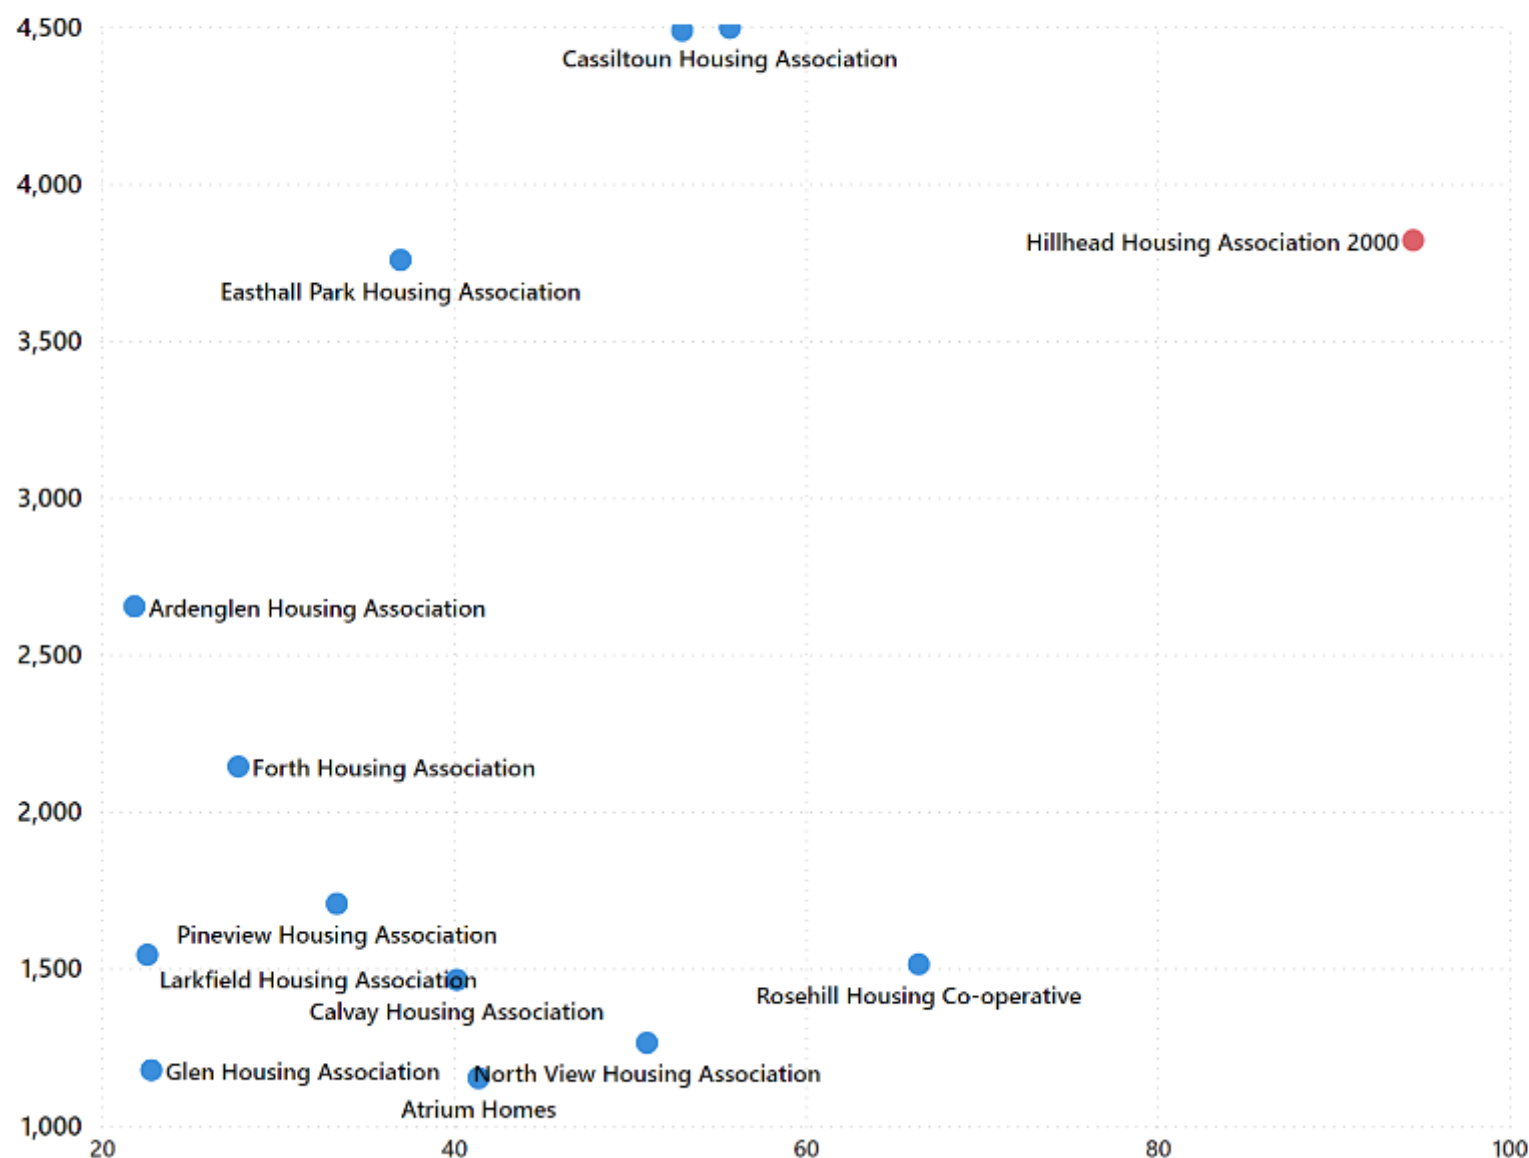 4,500
Cassiltoun Housing Association
4,000
Hillhead Housing Association 2000
Easthall Park Housing Association
3,500
3,000
Ardenglen Housing Association
2,500
Forth Housing Association
2,000
Pineview Housing Association
1,500
Larkfield Housing Association
Rosehill Housing Co-operative
Calvay Housing Association
Glen Housing Association
North View Housing Association
Atrium Homes
1,000
20 40 60 80 100